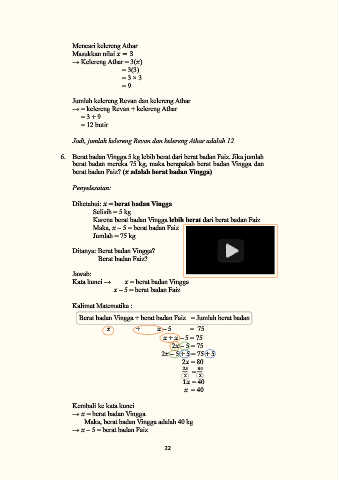 Mencari kelereng Athar
Masukkan nilai x = 3
→ Kelereng Athar = 3(x)
= 3(3)
= 3 × 3
= 9
Jumlah kelereng Revan dan kelereng Athar
→ = kelereng Revan + kelereng Athar
= 3 + 9
= 12 butir
Jadi, jumlah kelereng Revan dan kelereng Athar adalah 12
6. Berat badan Vingga 5 kg lebih berat dari berat badan Faiz. Jika jumlah
berat badan mereka 75 kg, maka berapakah berat badan Vingga dan
berat badan Faiz? (x adalah berat badan Vingga)
Penyelesaian:
Diketahui: x = berat badan Vingga
Selisih = 5 kg
Karena berat badan Vingga lebih berat dari berat badan Faiz
Maka, x – 5 = berat badan Faiz
Jumlah = 75 kg
Ditanya: Berat badan Vingga?
Berat badan Faiz?
Jawab:
Kata kunci → x = berat badan Vingga
x – 5 = berat badan Faiz
Kalimat Matematika :
Berat badan Vingga + berat badan Faiz = Jumlah berat badan
x + x – 5 = 75
x + x – 5 = 75
2x – 5 = 75
2x – 5 + 5 = 75 + 5
2x = 80
2x/2 = 80/2
1x = 40
x = 40
Kembali ke kata kunci
→ x = berat badan Vingga
Maka, berat badan Vingga adalah 40 kg
→ x – 5 = berat badan Faiz
22